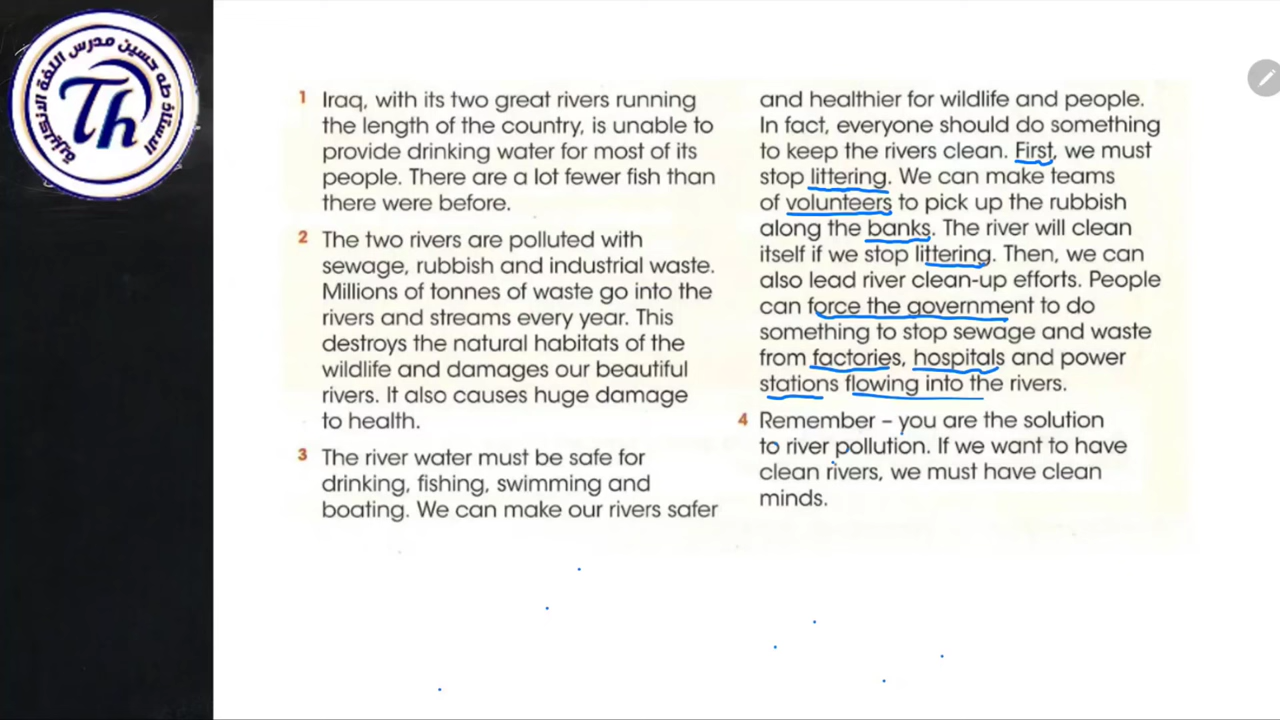 الاستاذ طه حسين مدرس اللغة الانجليزية
Th
1 Iraq, with its two great rivers running
the length of the country, is unable to
provide drinking water for most of its
people. There are a lot fewer fish than
there were before.
2 The two rivers are polluted with
sewage, rubbish and industrial waste.
Millions of tonnes of waste go into the
rivers and streams every year. This
destroys the natural habitats of the
wildlife and damages our beautiful
rivers. It also causes huge damage
to health.
3 The river water must be safe for
drinking, fishing, swimming and
boating. We can make our rivers safer
and healthier for wildlife and people.
In fact, everyone should do something
to keep the rivers clean. First, we must
stop littering. We can make teams
of volunteers to pick up the rubbish
along the banks. The river will clean
itself if we stop littering. Then, we can
also lead river clean-up efforts. People
can force the government to do
something to stop sewage and waste
from factories, hospitals and power
stations flowing into the rivers.
4 Remember – you are the solution
to river pollution. If we want to have
clean rivers, we must have clean
minds.